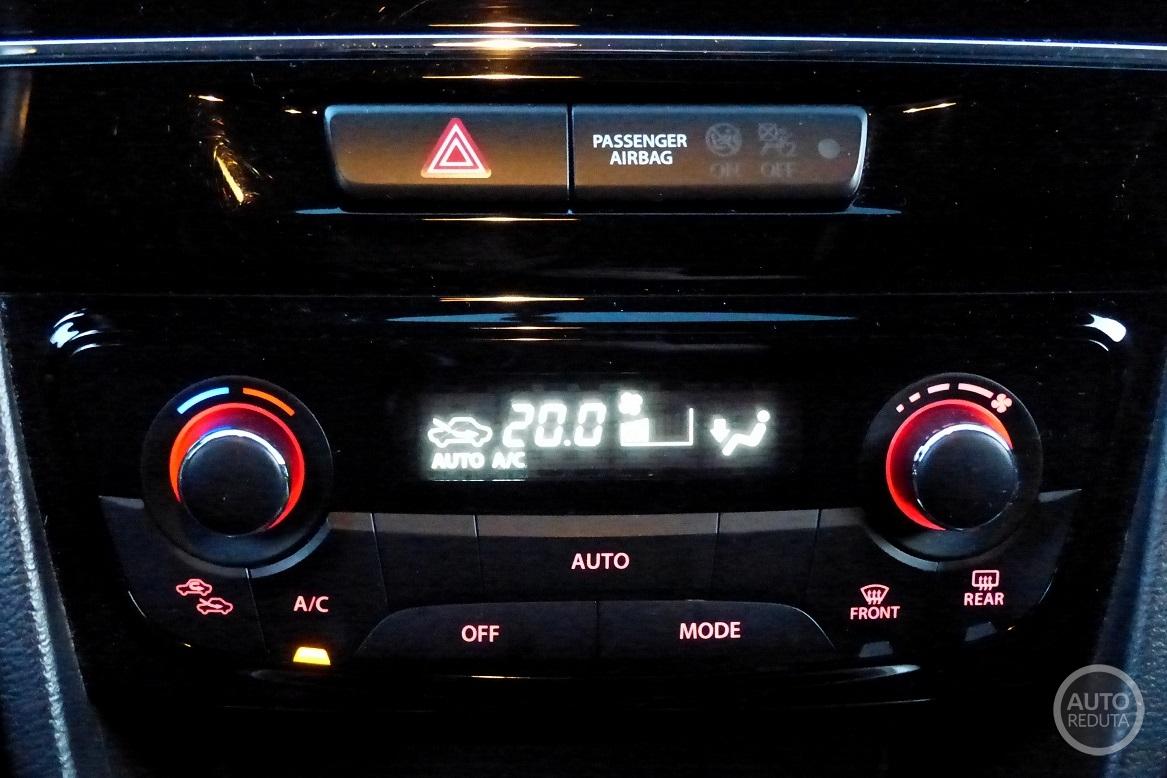 PASSENGER
AIRBAG
ON OFF
20.0
AUTO A/C
AUTO
A/C
OFF
MODE
FRONT
REAR
AUTO
REDUTA